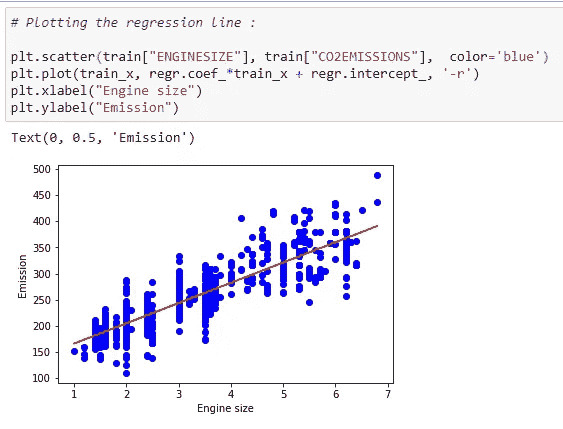 # Plotting the regression line :
plt.scatter(train["ENGINESIZE"], train["CO2EMISSIONS"],  color='blue')
plt.plot(train_x, regr.coef_*train_x + regr.intercept_, '-r')
plt.xlabel("Engine size")
plt.ylabel("Emission")
Text(0, 0.5, 'Emission')
500
450
400
350
300
250
200
150
100
Emission
1 2 3 4 5 6 7
Engine size